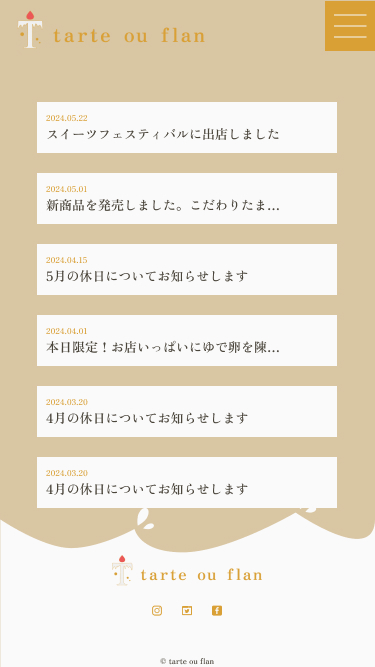 tarte ou flan
2024.05.22
スイーツフェスティバルに出店しました
2024.05.01
新商品を発売しました。こだわりたま...
2024.04.15
5月の休日についてお知らせします
2024.04.01
本日限定！お店いっぱいにゆで卵を陳...
2024.03.20
4月の休日についてお知らせします
2024.03.20
4月の休日についてお知らせします
tarte ou flan
© tarte ou flan